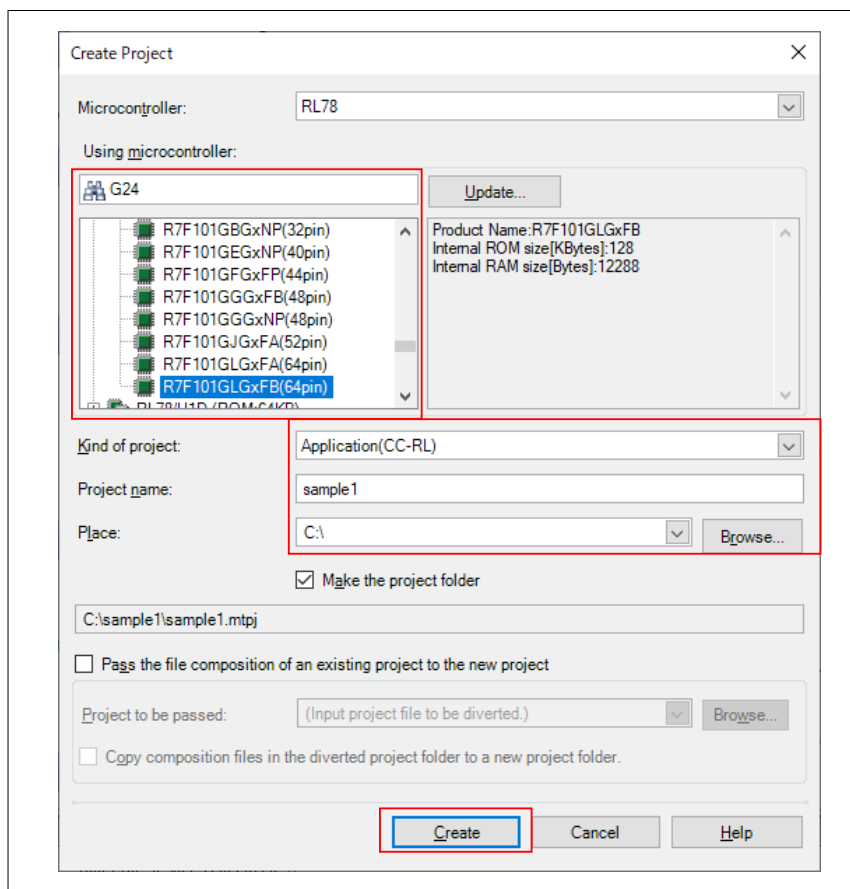 Create Project
Microcontroller:
RL78
Using microcontroller:
G24
Update...
R7F101GBGxNP(32pin)
R7F101GEGxNP(40pin)
R7F101GFGxFP(44pin)
R7F101GGGxFB(48pin)
R7F101GGGxNP(48pin)
R7F101GJGxFA(52pin)
R7F101GLGxFA(64pin)
R7F101GLGxFB(64pin)
Product Name:R7F101GLGxFB
Internal ROM size[KBytes]:128
Internal RAM size[Bytes]:12288
Kind of project:
Application(CC-RL)
Project name:
sample1
Place:
C:\
Browse...
Make the project folder
C:\sample1\sample1.mtpj
Pass the file composition of an existing project to the new project
Project to be passed:
(Input project file to be diverted.)
Browse...
Copy composition files in the diverted project folder to a new project folder.
Create
Cancel
Help